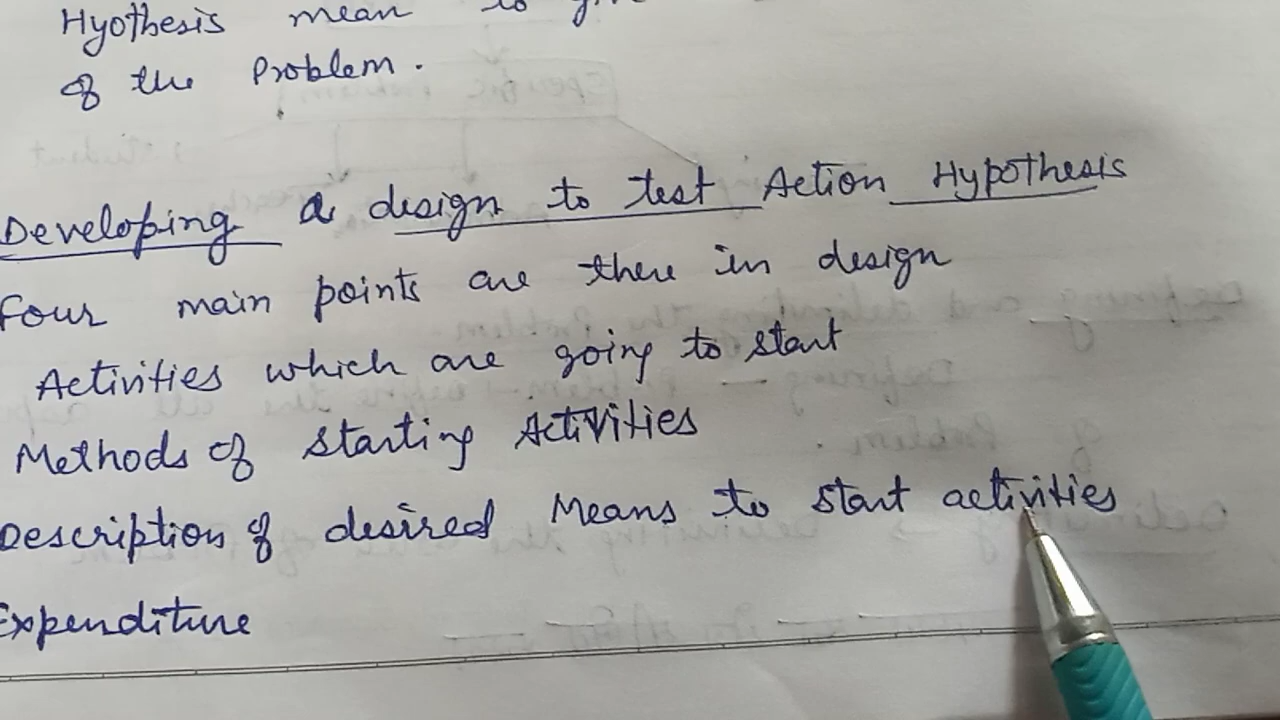 Hyothesis mean to
of the Problem.
Developing a design to test Action Hypothesis
Four main points are there in design
Activities which are going to start
Methods of starting Activities
Description of desired Means to start activities
Expenditure